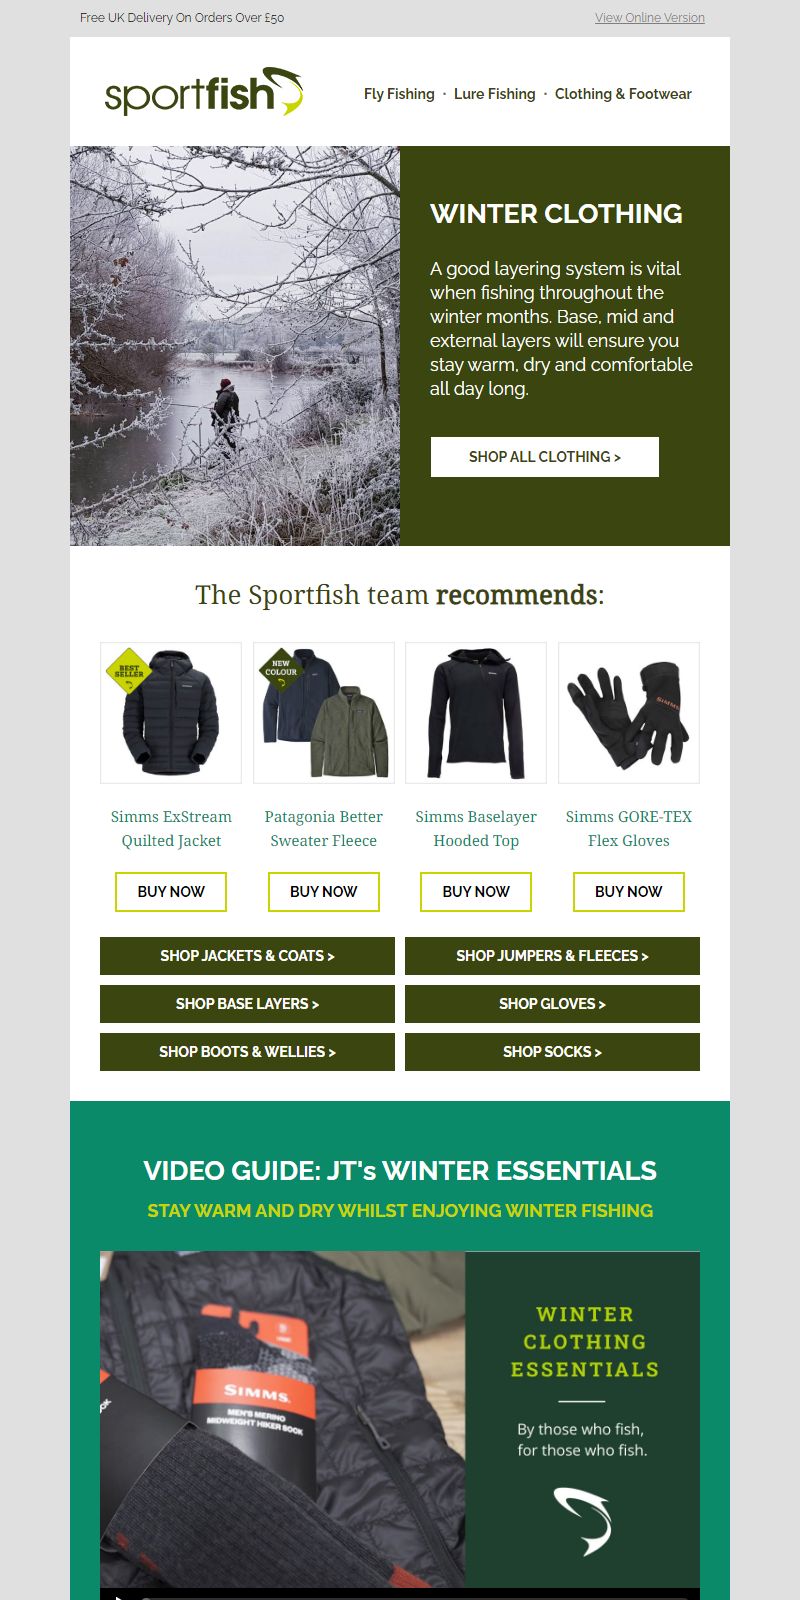 Free UK Delivery On Orders Over £50
View Online Version
sportfish
Fly Fishing • Lure Fishing • Clothing & Footwear
WINTER CLOTHING
A good layering system is vital
when fishing throughout the
winter months. Base, mid and
external layers will ensure you
stay warm, dry and comfortable
all day long.
SHOP ALL CLOTHING >
The Sportfish team recommends:
BEST
SELLER
NEW
COLOUR
SIMMS
Simms ExStream
Quilted Jacket
Patagonia Better
Sweater Fleece
Simms Baselayer
Hooded Top
Simms GORE-TEX
Flex Gloves
BUY NOW
BUY NOW
BUY NOW
BUY NOW
SHOP JACKETS & COATS >
SHOP JUMPERS & FLEECES >
SHOP BASE LAYERS >
SHOP GLOVES >
SHOP BOOTS & WELLIES >
SHOP SOCKS >
VIDEO GUIDE: JT's WINTER ESSENTIALS
STAY WARM AND DRY WHILST ENJOYING WINTER FISHING
SIMMS
MEN'S MERINO
MIDWEIGHT HIKER SOCK
WINTER
CLOTHING
ESSENTIALS
By those who fish,
for those who fish.